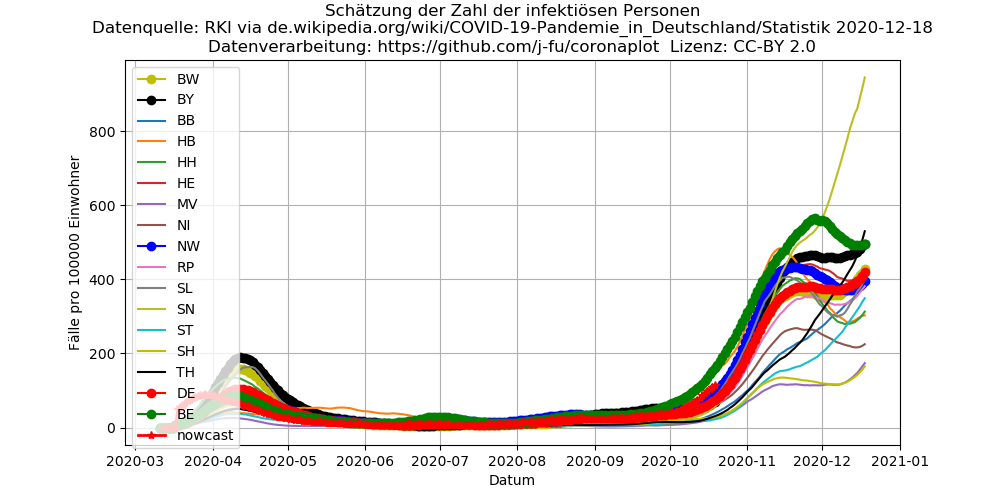 Schätzung der Zahl der infektiösen Personen
Datenquelle: RKI via de.wikipedia.org/wiki/COVID-19-Pandemie_in_Deutschland/Statistik 2020-12-18
Datenverarbeitung: https://github.com/j-fu/coronaplot  Lizenz: CC-BY 2.0
Fälle pro 100000 Einwohner
800
600
400
200
0
BW
BY
BB
HB
HH
HE
MV
NI
NW
RP
SL
SN
ST
SH
TH
DE
BE
nowcast
2020-03 2020-04 2020-05 2020-06 2020-07 2020-08 2020-09 2020-10 2020-11 2020-12 2021-01
Datum